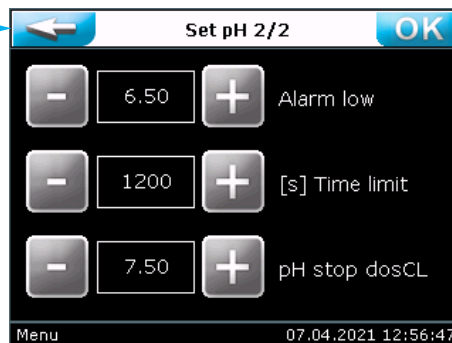 Set pH 2/2 OK
- 6.50 + Alarm low
- 1200 + [s] Time limit
- 7.50 + pH stop dosCL
Menu 07.04.2021 12:56:47